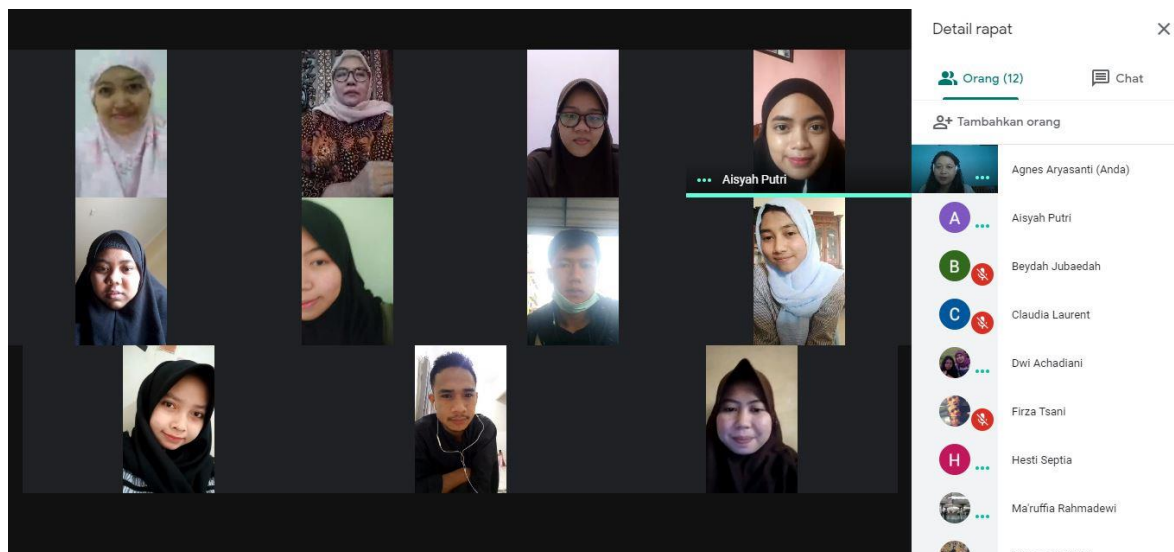 Detail rapat
Orang (12)
Chat
Tambahkan orang
Agnes Aryasanti (Anda)
A
Aisyah Putri
B
Beydah Jubaedah
C
Claudia Laurent
Dwi Achadiani
Firza Tsani
H
Hesti Septia
Ma'ruffia Rahmadewi
Aisyah Putri